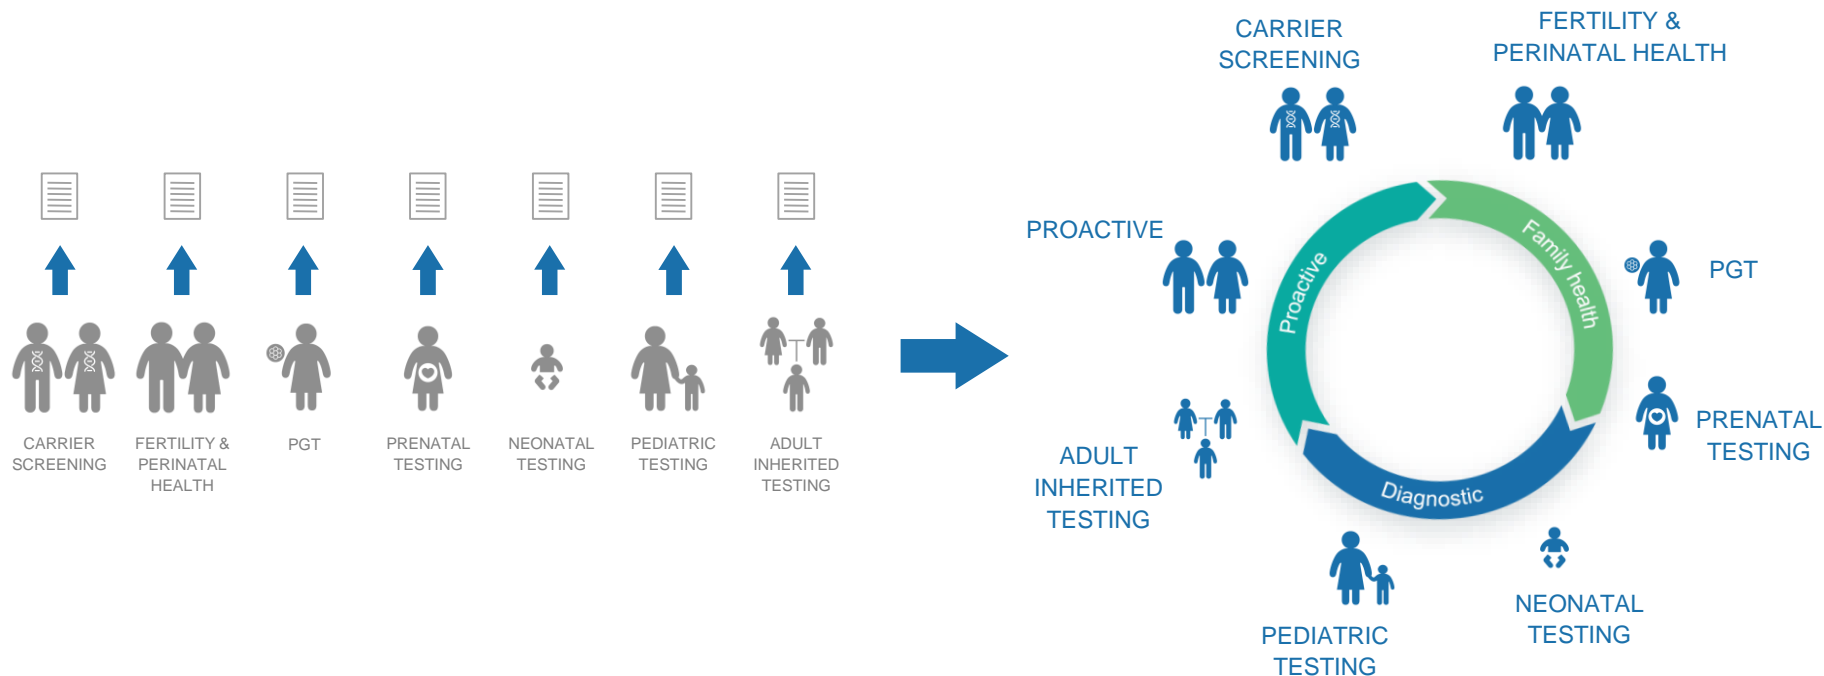 CARRIER
SCREENING
FERTILITY &
PERINATAL
HEALTH
PGT
PRENATAL
TESTING
NEONATAL
TESTING
PEDIATRIC
TESTING
ADULT
INHERITED
TESTING
CARRIER
SCREENING
FERTILITY &
PERINATAL HEALTH
PROACTIVE
PGT
PRENATAL
TESTING
ADULT
INHERITED
TESTING
NEONATAL
TESTING
PEDIATRIC
TESTING
Proactive
Family health
Diagnostic